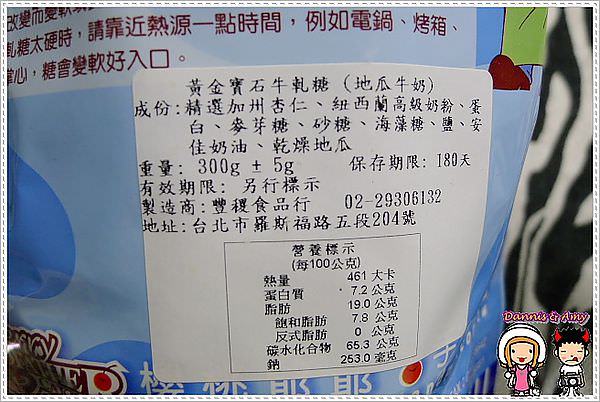 改變而變軟
軋糖太硬時，請靠近熱源一點時間，例如電鍋、烤箱、
掌心，糖會變軟好入口。
黃金寶石牛軋糖 (地瓜牛奶)
成份:精選加州杏仁、紐西蘭高級奶粉、蛋
白、麥芽糖、砂糖、海藻糖、鹽、安
佳奶油、乾燥地瓜
重量: 300g ± 5g 保存期限: 180天
有效期限: 另行標示
製造商:豐稷食品行 02-29306132
地址:台北市羅斯福路五段204號
營養標示
(每100公克)
熱量 461 大卡
蛋白質 7.2 公克
脂肪 19.0 公克
飽和脂肪 7.8 公克
反式脂肪 0 公克
碳水化合物 65.3 公克
鈉 253.0 毫克
櫻桃爺爺
Dannis & Amy